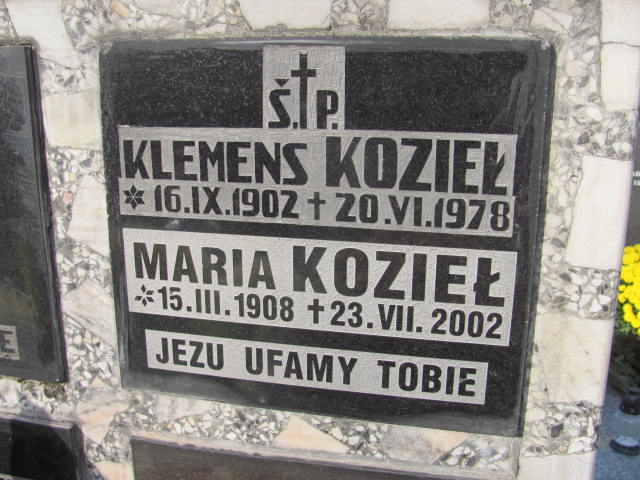 Ś.†P.
KLEMENS KOZIEŁ
* 16.IX.1902 † 20.VI.1978
MARIA KOZIEŁ
* 15.III.1908 † 23.VII.2002
JEZU UFAMY TOBIE